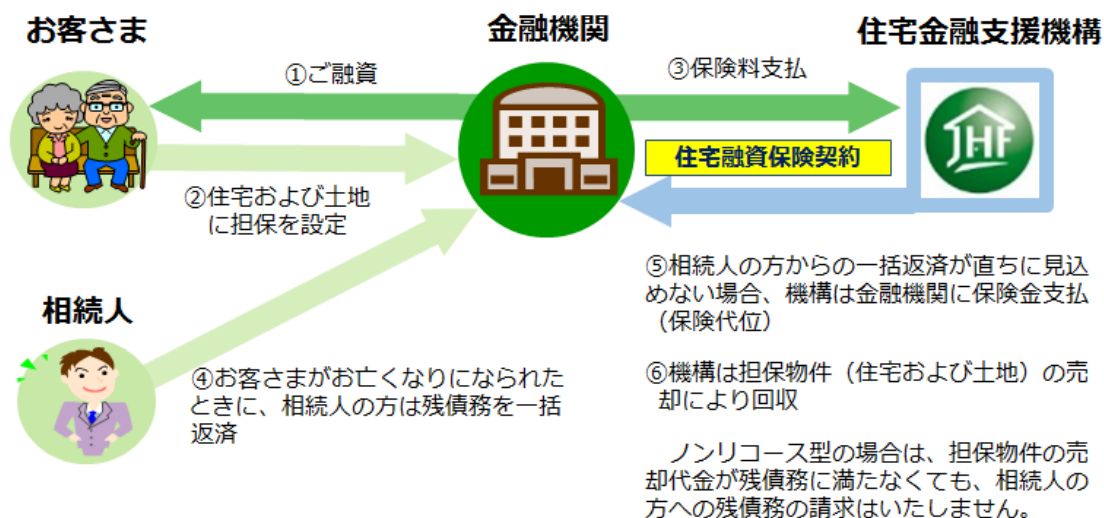 お客さま
金融機関
住宅金融支援機構
①ご融資
③保険料支払
JHF
住宅融資保険契約
②住宅および土地
に担保を設定
⑤相続人の方からの一括返済が直ちに見込
めない場合、機構は金融機関に保険金支払
（保険代位）
相続人
④お客さまがお亡くなりになられた
ときに、相続人の方は残債務を一括
返済
⑥機構は担保物件（住宅および土地）の売
却により回収
ノンリコース型の場合は、担保物件の売
却代金が残債務に満たなくても、相続人の
方への残債務の請求はいたしません。